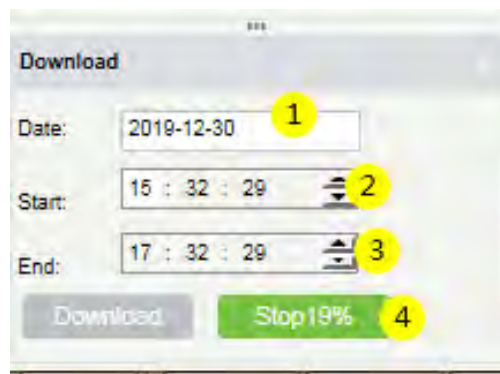 Download
Date: 2019-12-30 1
Start: 15 : 32 : 29 2
End: 17 : 32 : 29 3
Download Stop19% 4